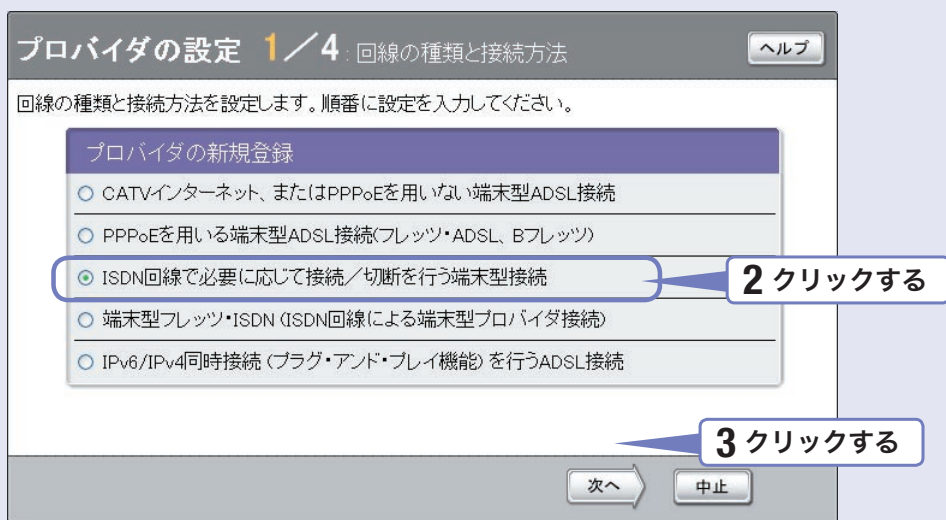 プロバイダの設定 1／4:回線の種類と接続方法
ヘルプ
回線の種類と接続方法を設定します。順番に設定を入力してください。
プロバイダの新規登録
CATVインターネット、またはPPPoEを用いない端末型ADSL接続
PPPoEを用いる端末型ADSL接続(フレッツ・ADSL、Bフレッツ)
ISDN回線で必要に応じて接続／切断を行う端末型接続
2 クリックする
端末型フレッツ・ISDN(ISDN回線による端末型プロバイダ接続)
IPv6/IPv4同時接続(プラグ・アンド・プレイ機能)を行うADSL接続
3 クリックする
次へ
中止